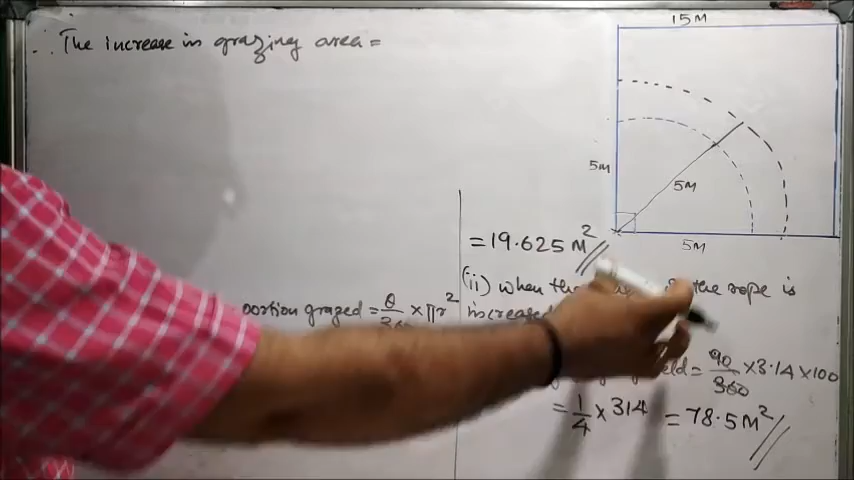 ∴ The increase in grazing area =
15M
5M
5M
5M
= 19.625 M²
(ii) when the rope is
increased
portion grazed = θ/360 × πr²
field = 90/360 × 3.14 × 100
= 1/4 × 314 = 78.5 M²